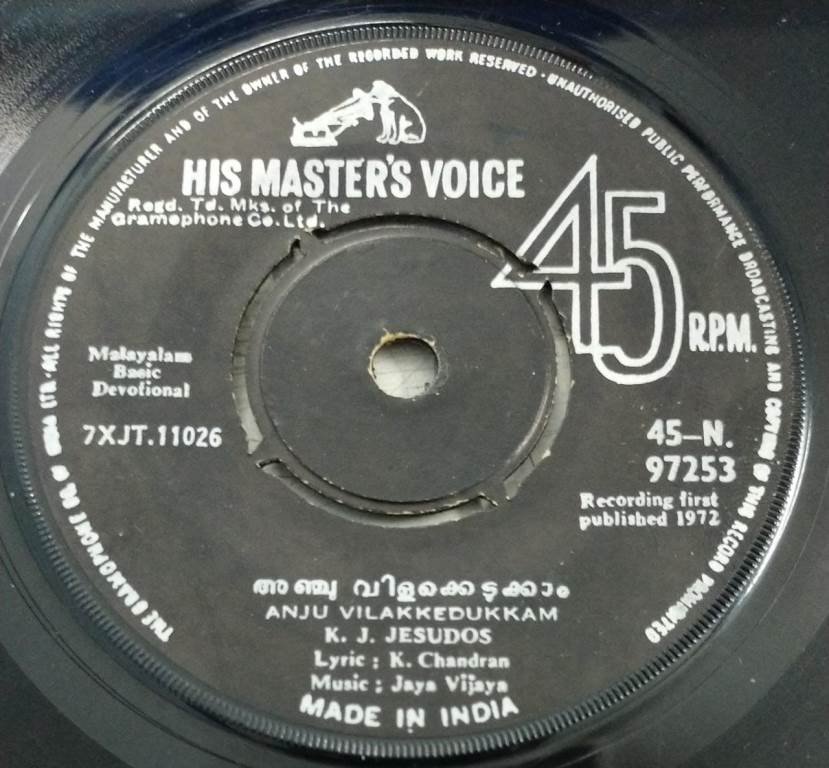 THE GRAMOPHONE CO. OF INDIA LTD. · ALL RIGHTS OF THE MANUFACTURER AND OF THE OWNER OF THE RECORDED WORK RESERVED · UNAUTHORISED PUBLIC PERFORMANCE BROADCASTING AND COPYING OF THIS RECORD PROHIBITED
HIS MASTER'S VOICE
Regd. Td. Mks. of The
Gramophone Co. Ltd.
45 R.P.M.
Malayalam
Basic
Devotional
7XJT.11026
45–N.
97253
Recording first
published 1972
അഞ്ചു വിളക്കെടുക്കാം
ANJU VILAKKEDUKKAM
K. J. JESUDOS
Lyric : K. Chandran
Music : Jaya Vijaya
MADE IN INDIA